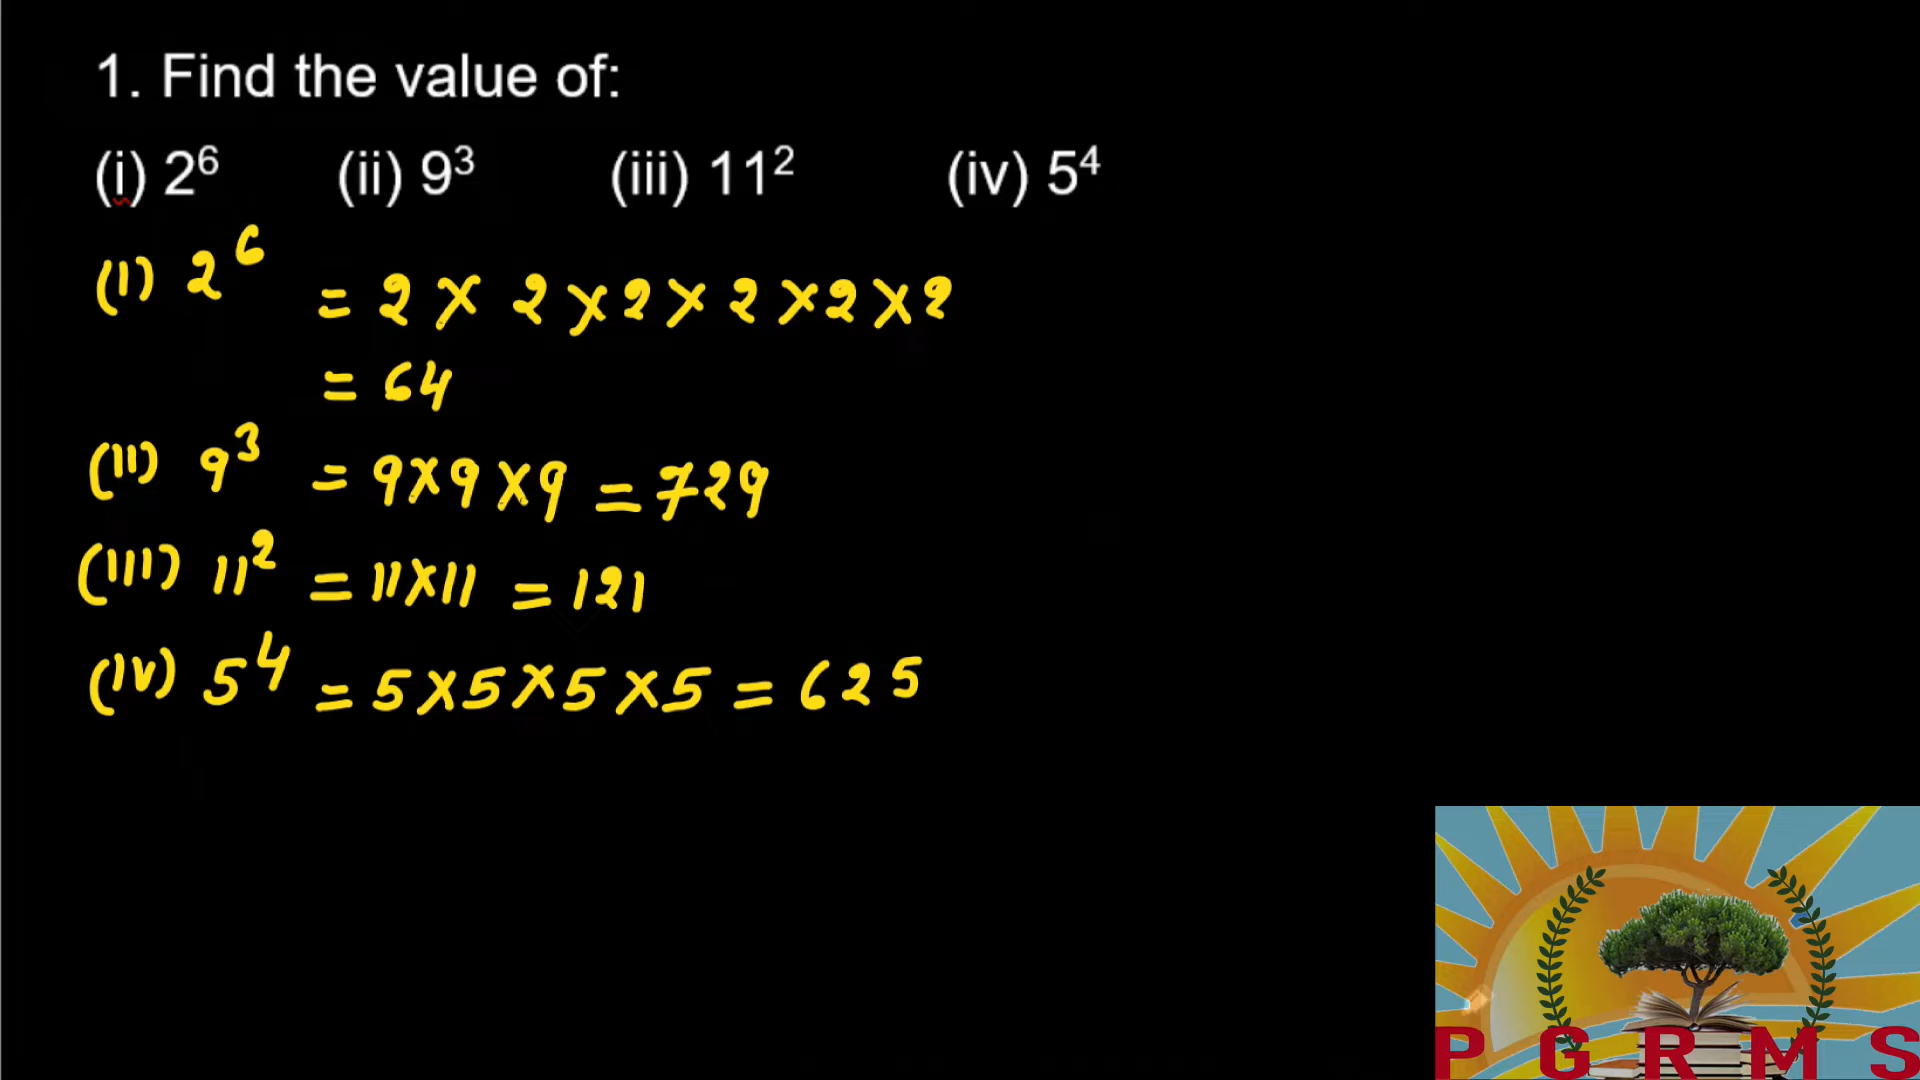 1. Find the value of:
(i) 2⁶ (ii) 9³ (iii) 11² (iv) 5⁴
(i) 2⁶ = 2 × 2 × 2 × 2 × 2 × 2
= 64
(ii) 9³ = 9×9×9 = 729
(iii) 11² = 11×11 = 121
(iv) 5⁴ = 5×5×5×5 = 625
P G R M S